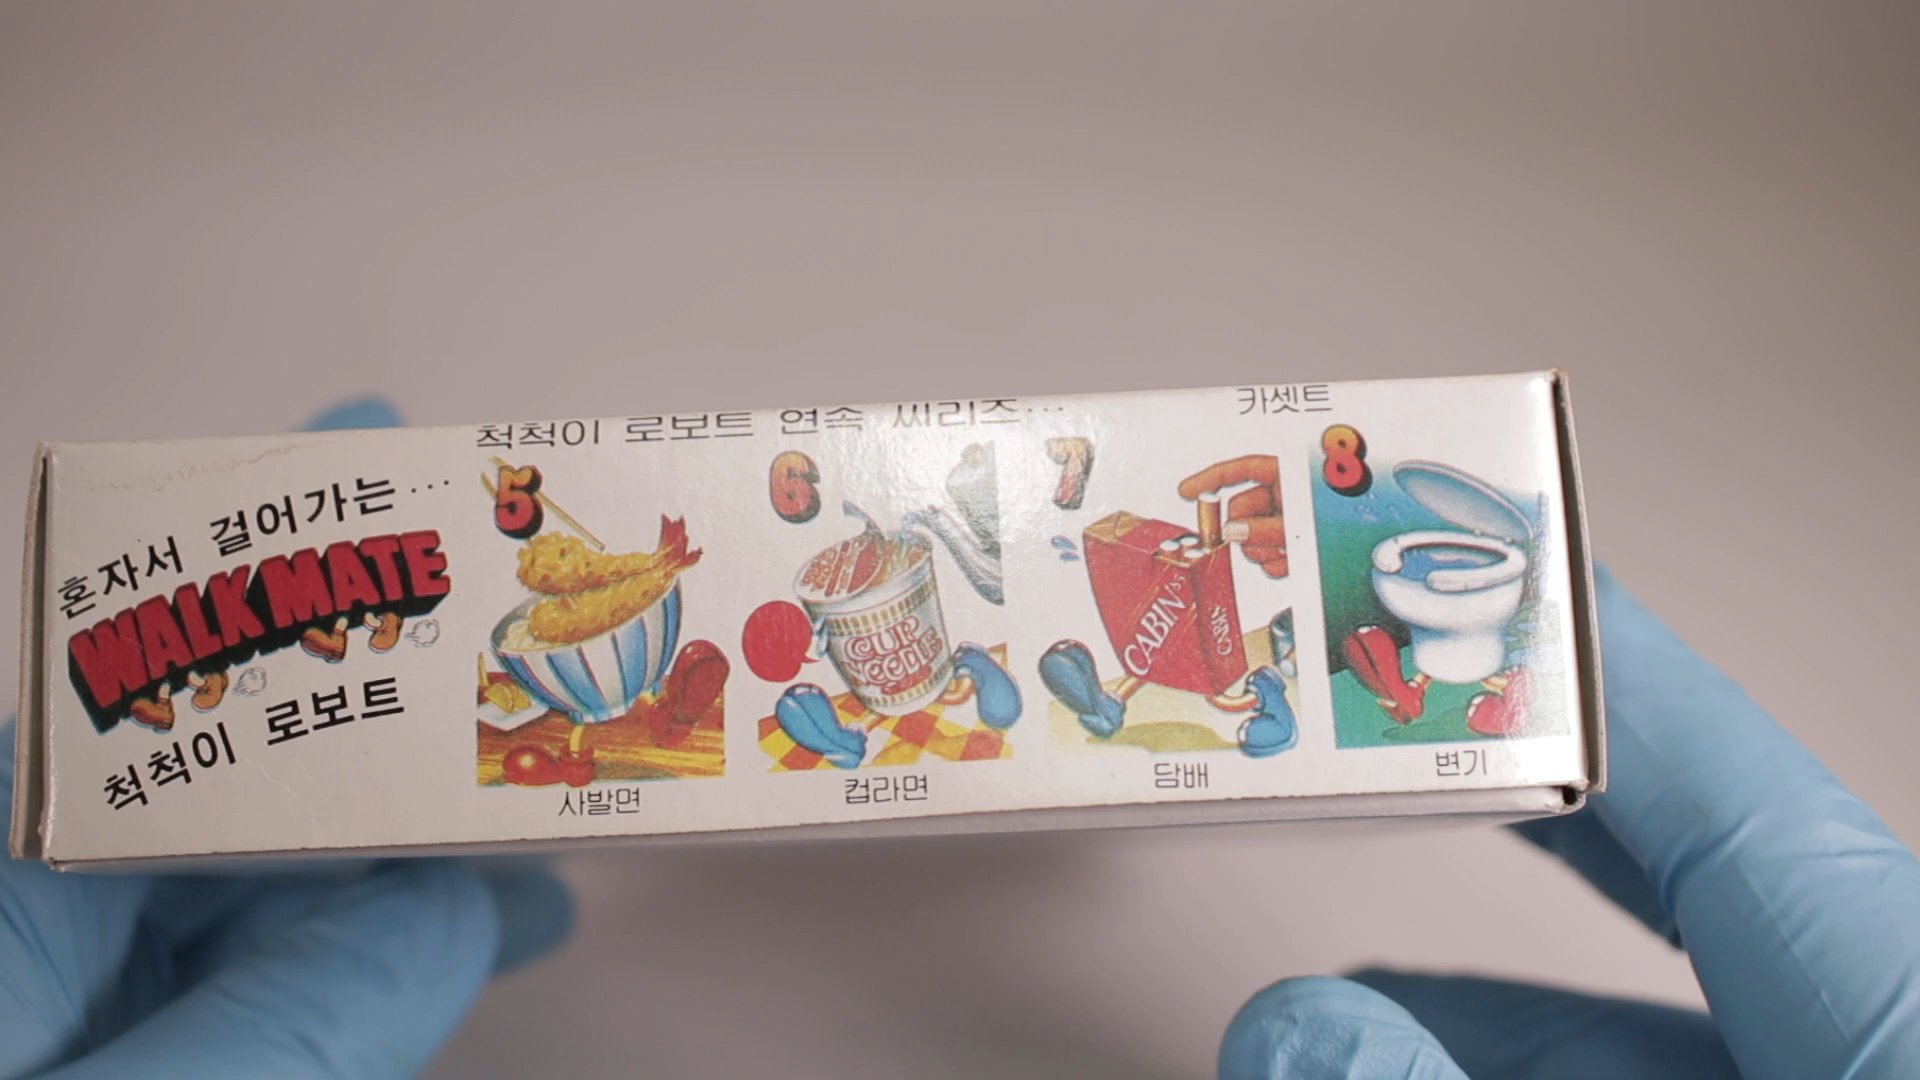 척척이 로보트 연속 씨리즈...
카셋트
혼자서 걸어가는...
WALK MATE
척척이 로보트
5
사발면
6
CUP NOODLES
컵라면
7
CABIN
CABIN
담배
8
변기